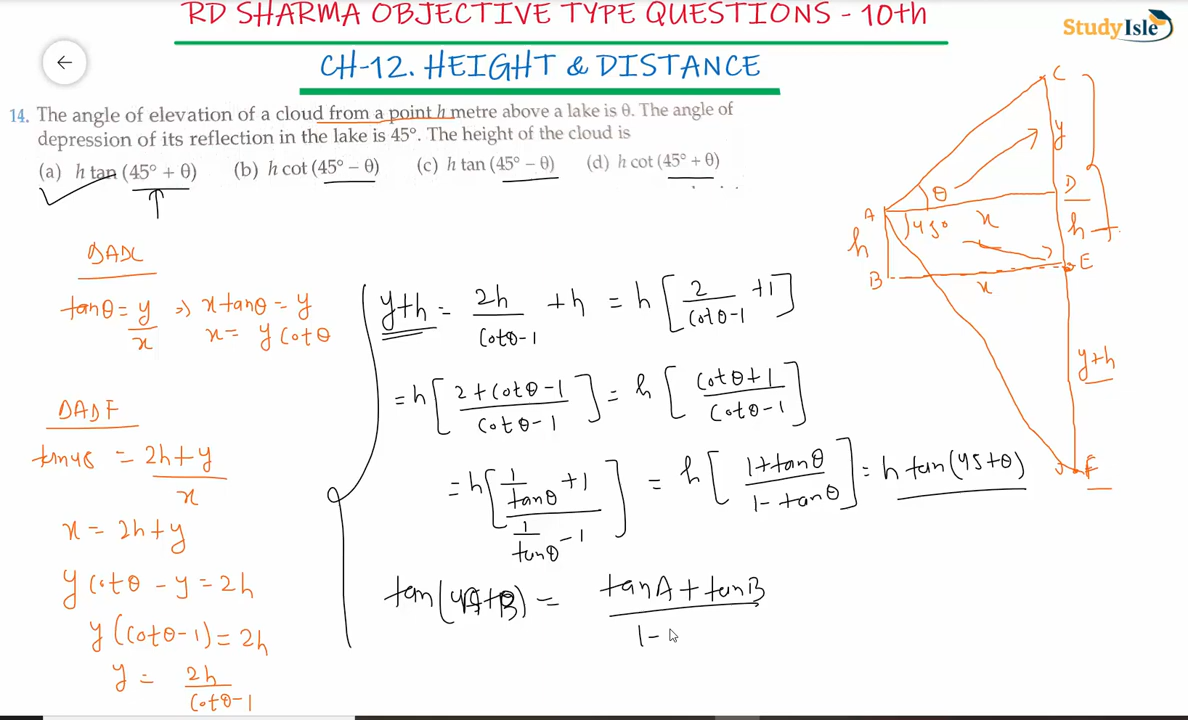 RD SHARMA OBJECTIVE TYPE QUESTIONS - 10th
StudyIsle
CH-12. HEIGHT & DISTANCE
14. The angle of elevation of a cloud from a point h metre above a lake is θ. The angle of
depression of its reflection in the lake is 45°. The height of the cloud is
(a) h tan (45° + θ) (b) h cot (45° – θ) (c) h tan (45° – θ) (d) h cot (45° + θ)
C
y
θ
D
A
45°
x
h
h
B
x
E
y+h
F
ΔADC
tanθ = y/x ⇒ x tanθ = y
x = y cotθ
ΔADF
tan45 = 2h+y/x
x = 2h+y
y cotθ - y = 2h
y(cotθ-1) = 2h
y = 2h/cotθ-1
y+h = 2h/cotθ-1 + h = h[2/cotθ-1 + 1]
= h[2+cotθ-1/cotθ-1] = h[cotθ+1/cotθ-1]
= h[1/tanθ + 1/1/tanθ - 1] = h[1+tanθ/1-tanθ] = h tan(45+θ)
tan(A+B) = tanA + tanB/1-